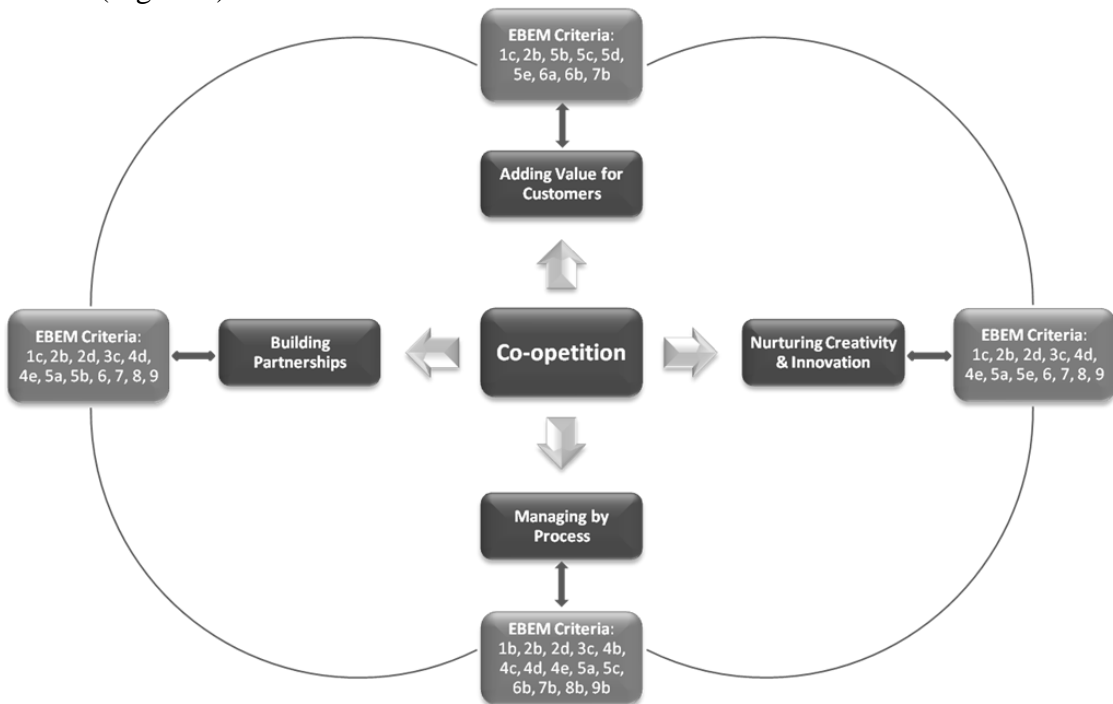 EBEM Criteria:
1c, 2b, 5b, 5c, 5d,
5e, 6a, 6b, 7b
Adding Value for
Customers
EBEM Criteria:
1c, 2b, 2d, 3c, 4d,
4e, 5a, 5b, 6, 7, 8, 9
Building
Partnerships
Co-opetition
Nurturing Creativity
& Innovation
EBEM Criteria:
1c, 2b, 2d, 3c, 4d,
4e, 5a, 5e, 6, 7, 8, 9
Managing by
Process
EBEM Criteria:
1b, 2b, 2d, 3c, 4b,
4c, 4d, 4e, 5a, 5c,
6b, 7b, 8b, 9b